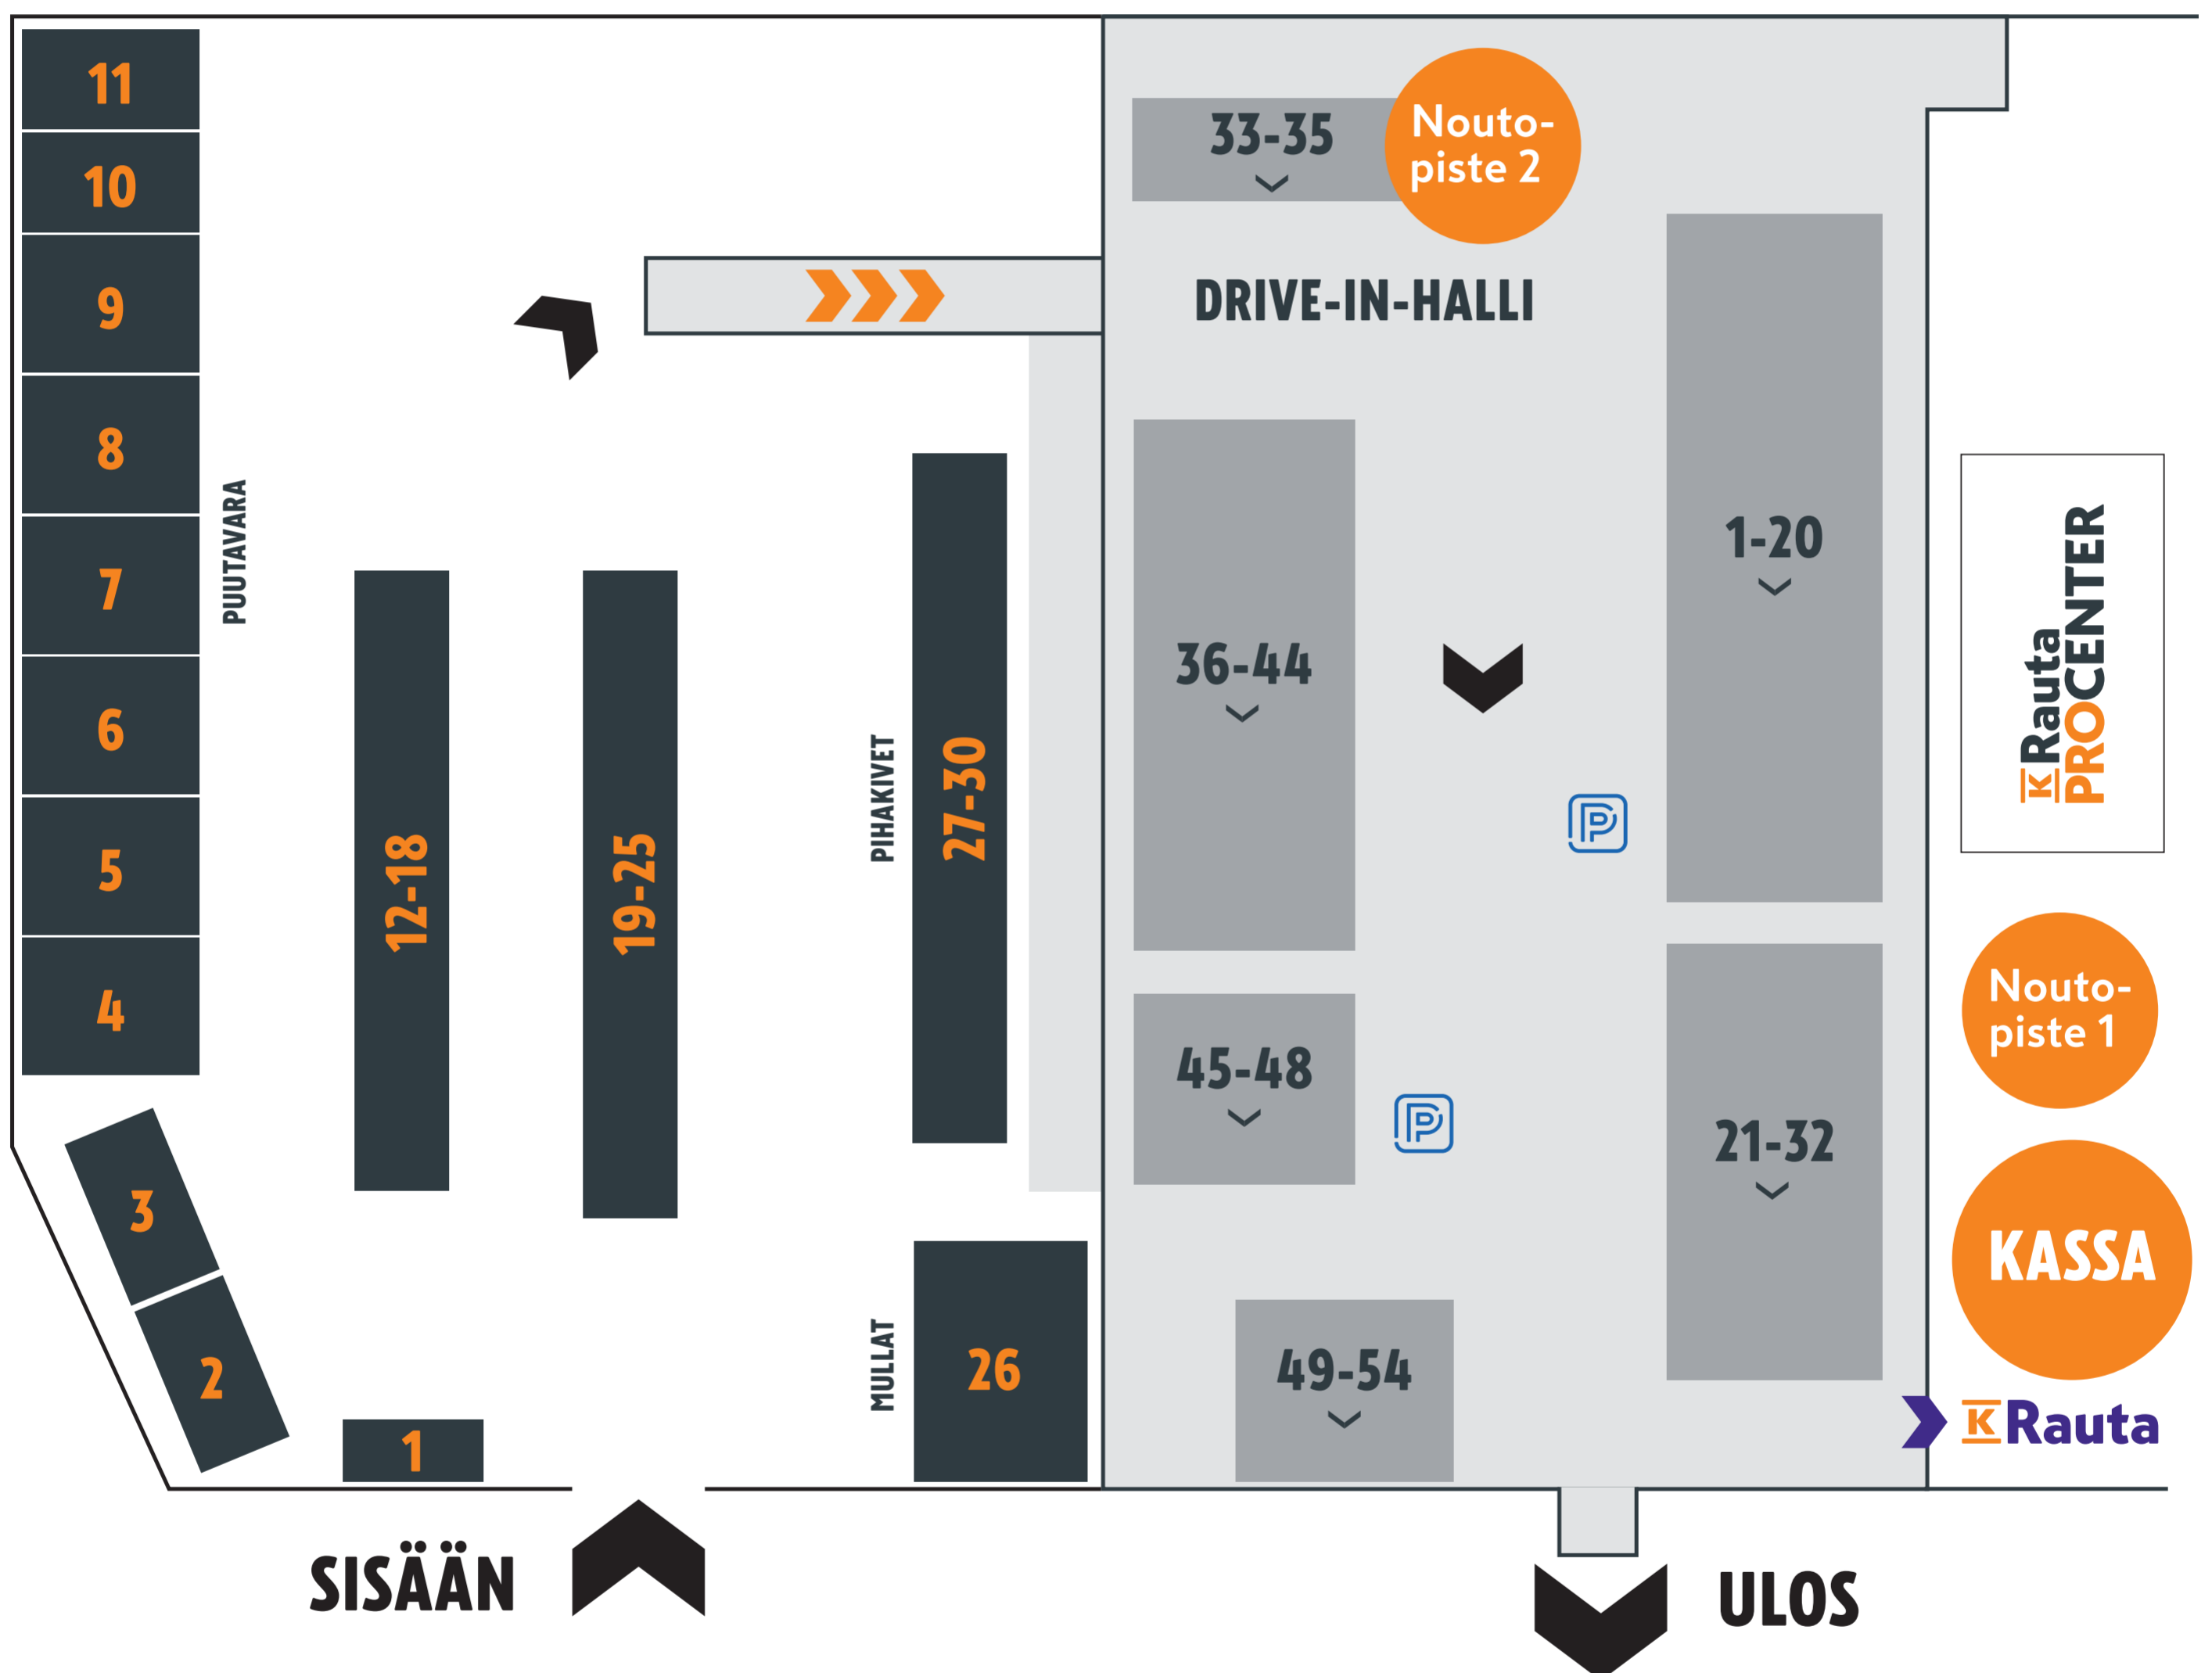 11
10
9
8
7
6
5
4
3
2
1
PUUTAVARA
12-18
19-25
PIHAKIVET
27-30
MULLAT
26
SISÄÄN
33-35
Nouto-
piste 2
DRIVE-IN-HALLI
1-20
36-44
P
45-48
P
21-32
49-54
K Rauta
PROCENTER
Nouto-
piste 1
KASSA
K Rauta
ULOS